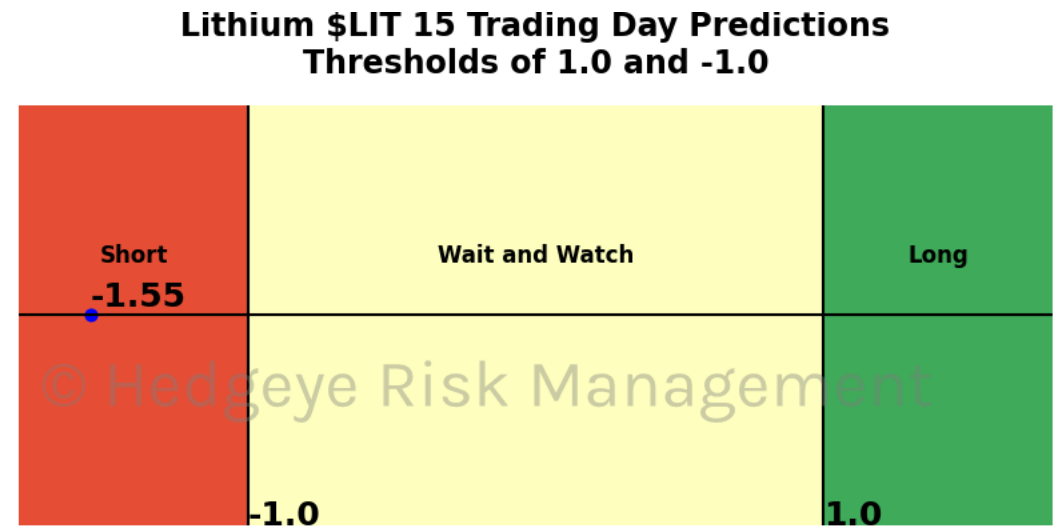 Lithium $LIT 15 Trading Day Predictions
Thresholds of 1.0 and -1.0
Short
Wait and Watch
Long
-1.55
© Hedgeye Risk Management
-1.0
1.0